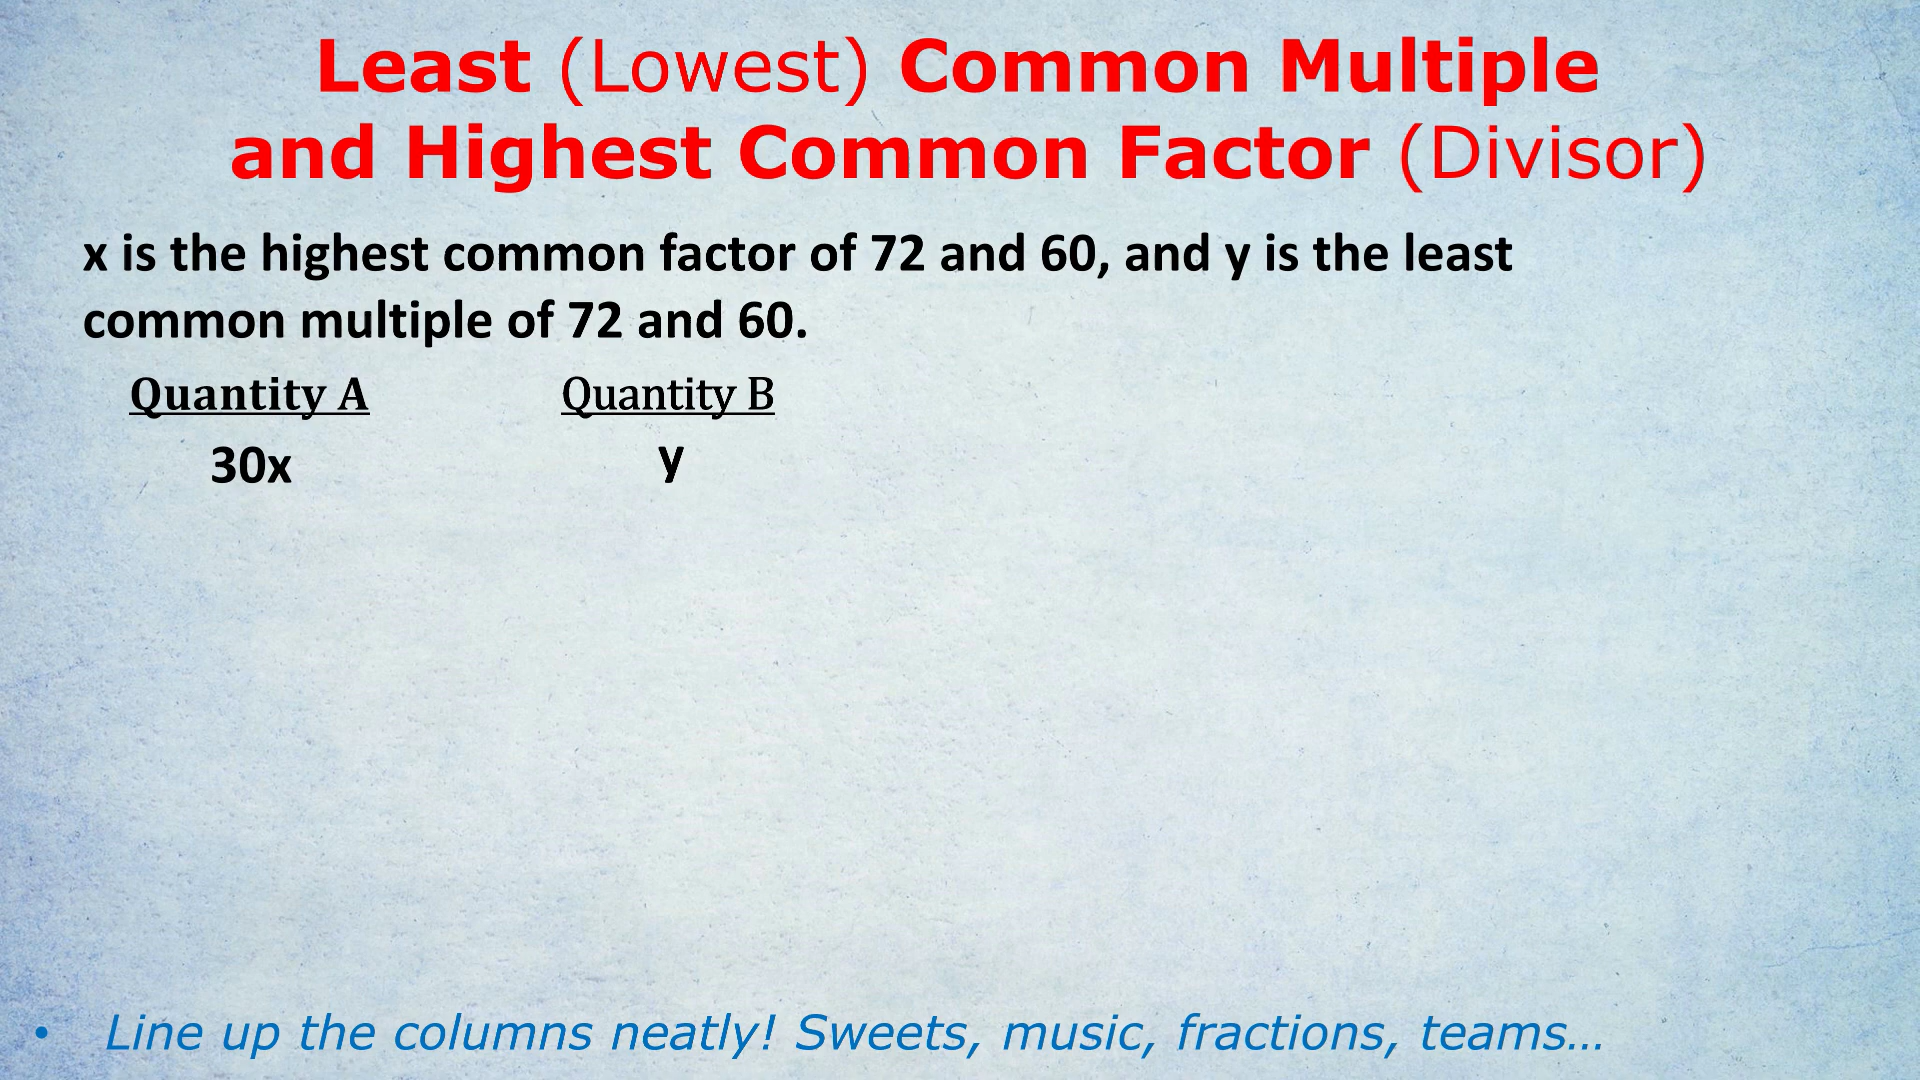 Least (Lowest) Common Multiple
and Highest Common Factor (Divisor)
x is the highest common factor of 72 and 60, and y is the least
common multiple of 72 and 60.
Quantity A Quantity B
30x y
• Line up the columns neatly! Sweets, music, fractions, teams…